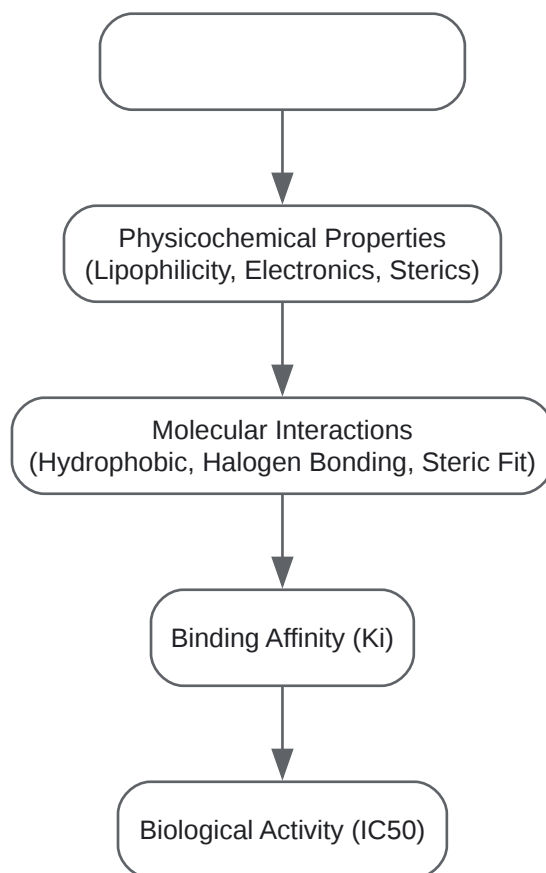 Physicochemical Properties
(Lipophilicity, Electronics, Sterics)
Molecular Interactions
(Hydrophobic, Halogen Bonding, Steric Fit)
Binding Affinity (Ki)
Biological Activity (IC50)